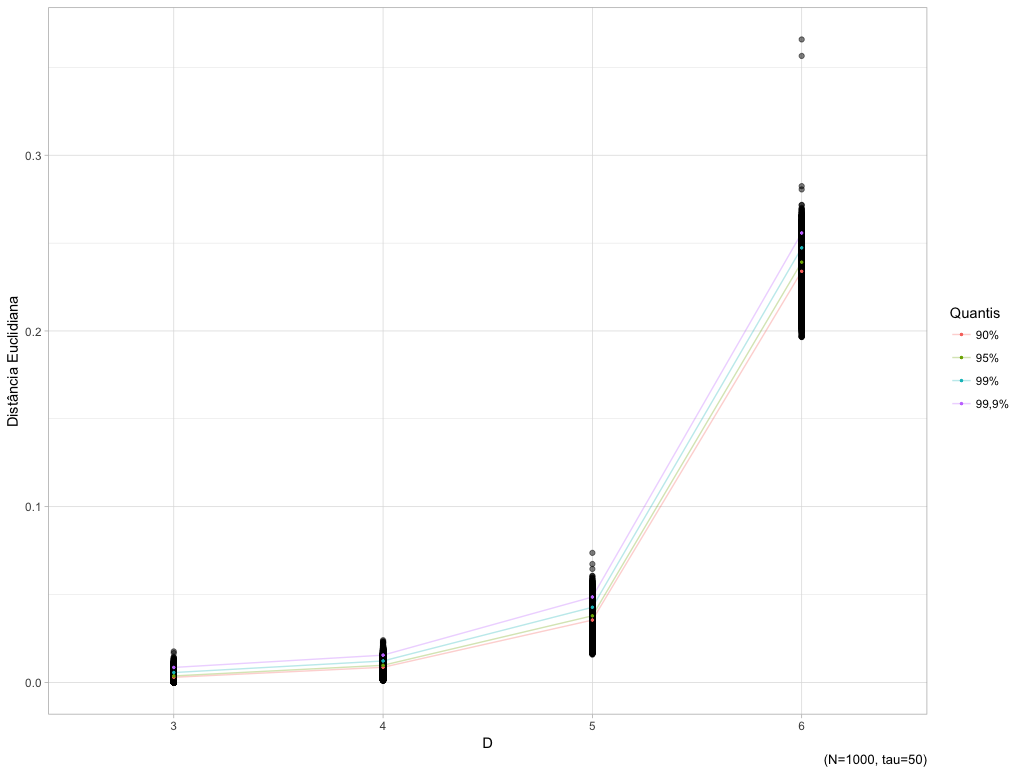 0.3
0.2
0.1
0.0
Distância Euclidiana
3 4 5 6
D
(N=1000, tau=50)
Quantis
90%
95%
99%
99,9%